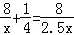 8/x + 1/4 = 8/2.5x